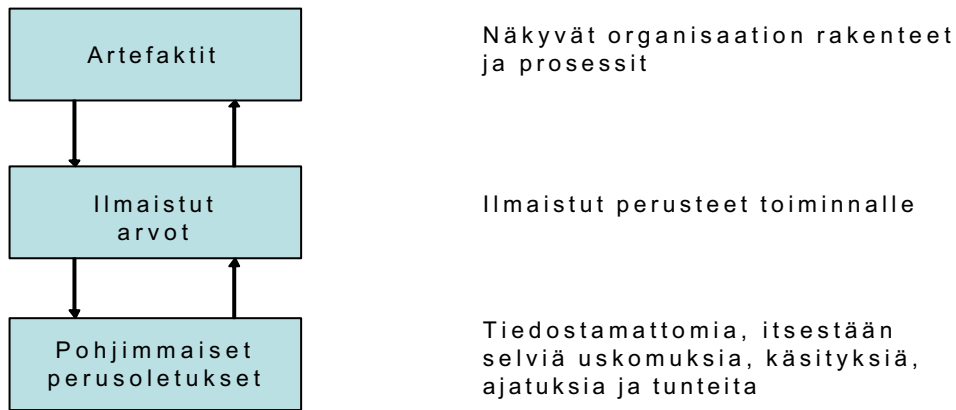 Artefaktit
Näkyvät organisaation rakenteet
ja prosessit
Ilmaistut
arvot
Ilmaistut perusteet toiminnalle
Pohjimmaiset
perusoletukset
Tiedostamattomia, itsestään
selviä uskomuksia, käsityksiä,
ajatuksia ja tunteita